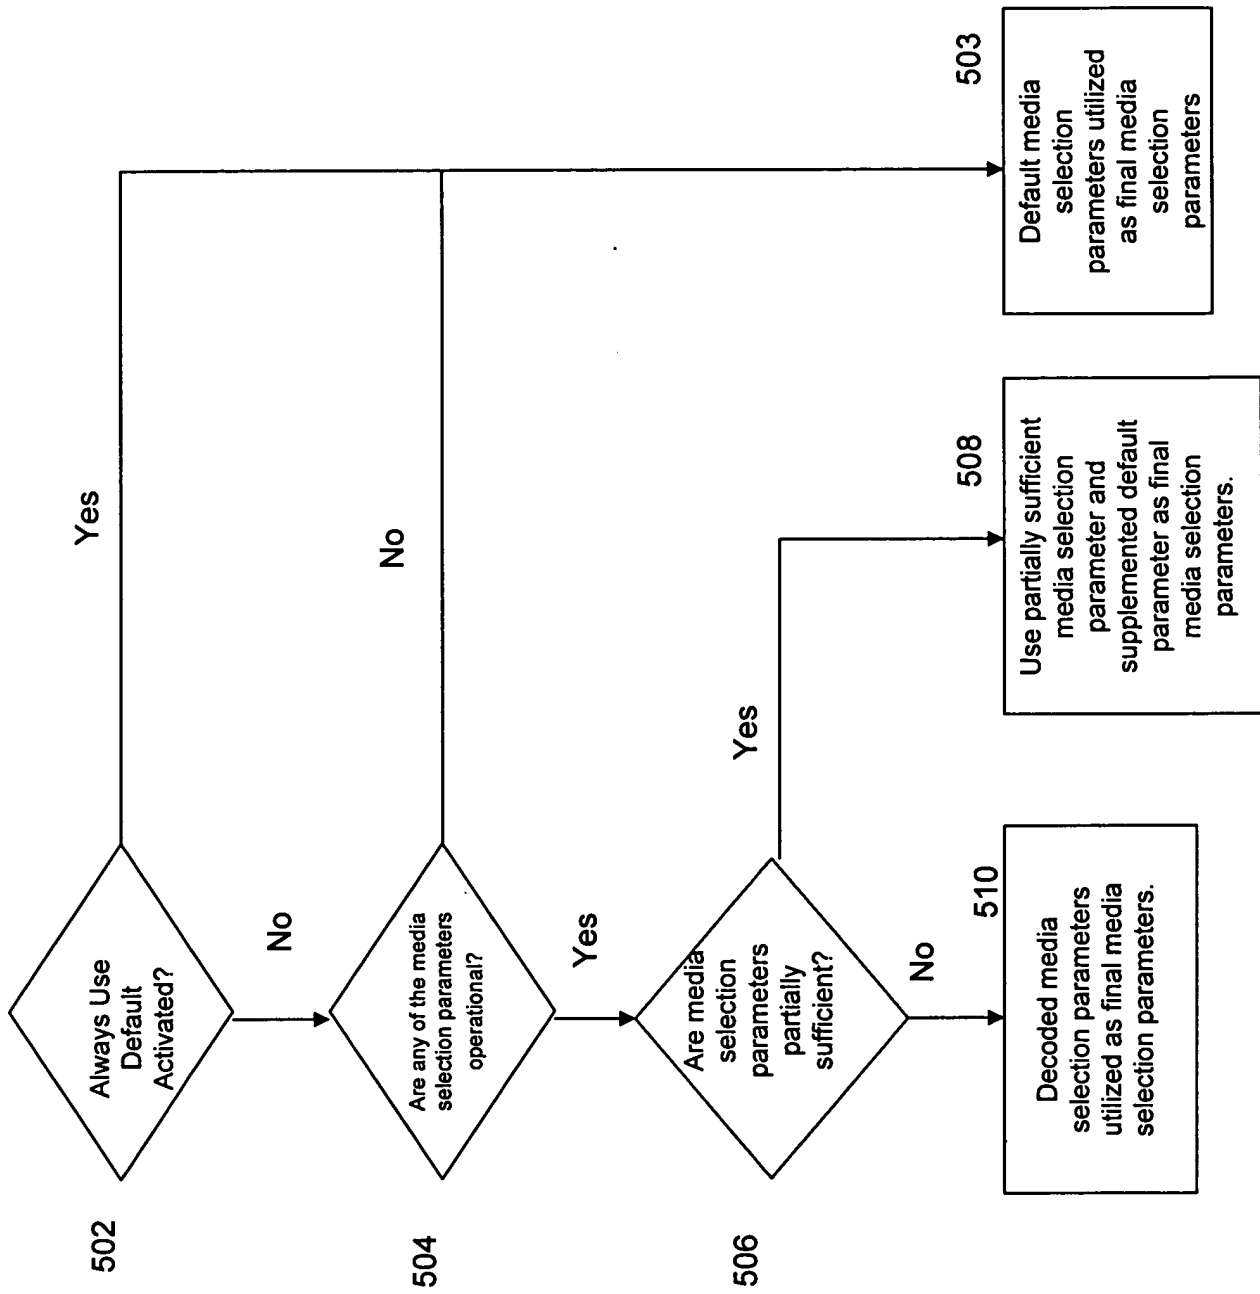 502
Always Use
Default
Activated?
Yes
No
504
Are any of the media
selection parameters
operational?
No
Yes
506
Are media
selection
parameters
partially
sufficient?
Yes
No
510
Decoded media
selection parameters
utilized as final media
selection parameters.
508
Use partially sufficient
media selection
parameter and
supplemented default
parameter as final
media selection
parameters.
503
Default media
selection
parameters utilized
as final media
selection
parameters